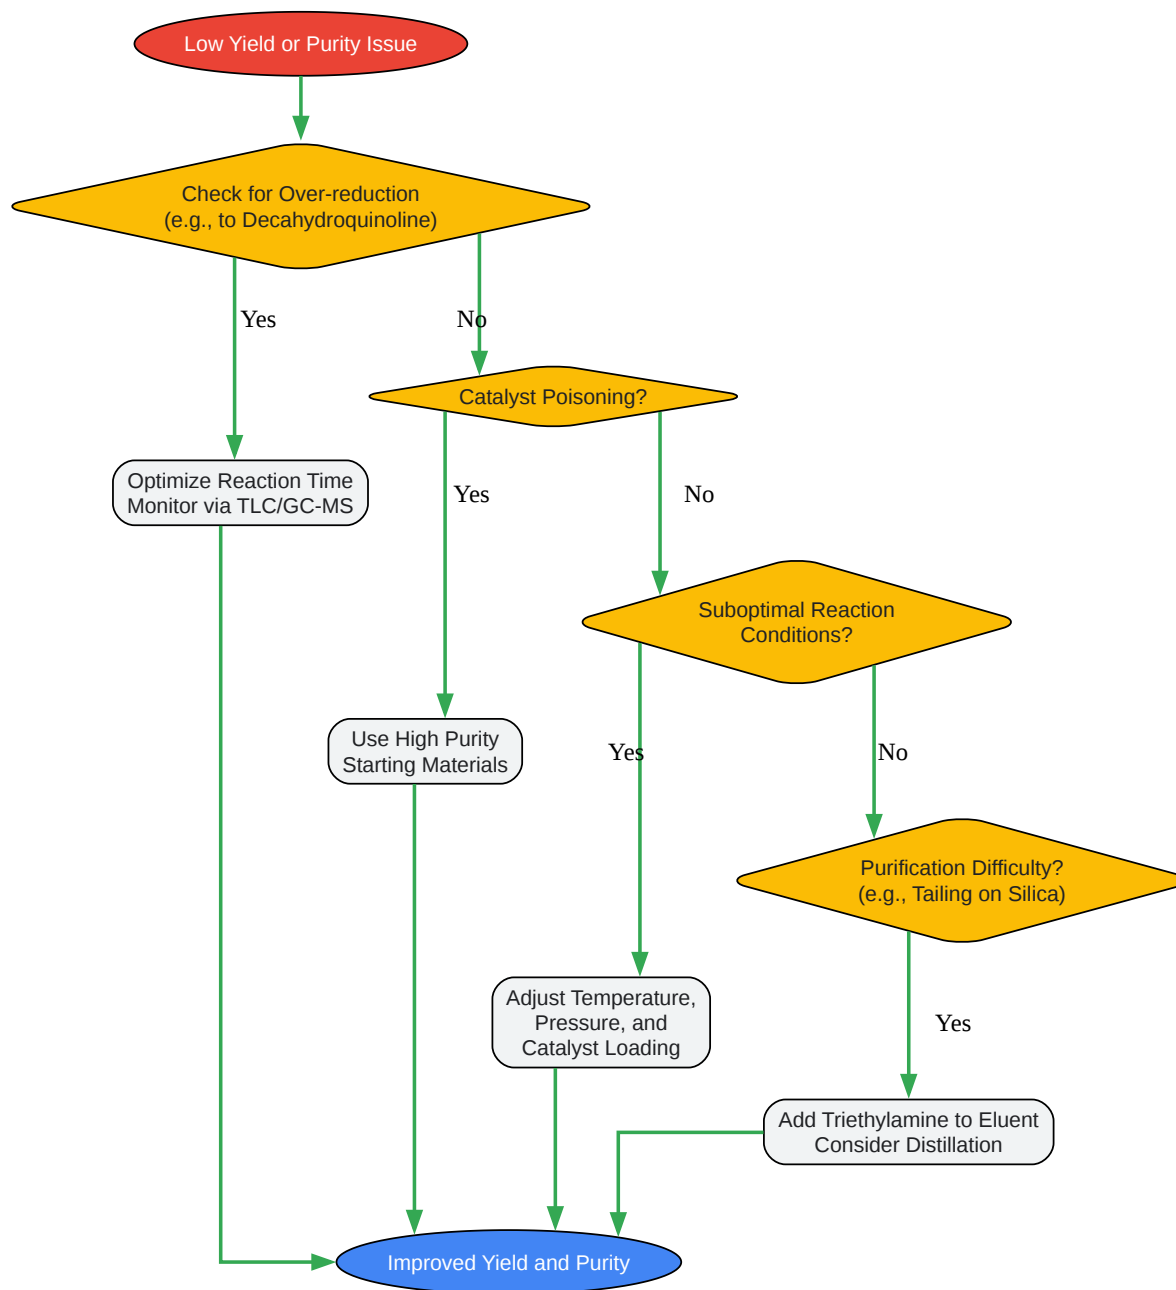 Low Yield or Purity Issue
Check for Over-reduction
(e.g., to Decahydroquinoline)
Yes
No
Catalyst Poisoning?
Optimize Reaction Time
Monitor via TLC/GC-MS
Yes
No
Suboptimal Reaction
Conditions?
Use High Purity
Starting Materials
Yes
No
Purification Difficulty?
(e.g., Tailing on Silica)
Adjust Temperature,
Pressure, and
Catalyst Loading
Yes
Add Triethylamine to Eluent
Consider Distillation
Improved Yield and Purity